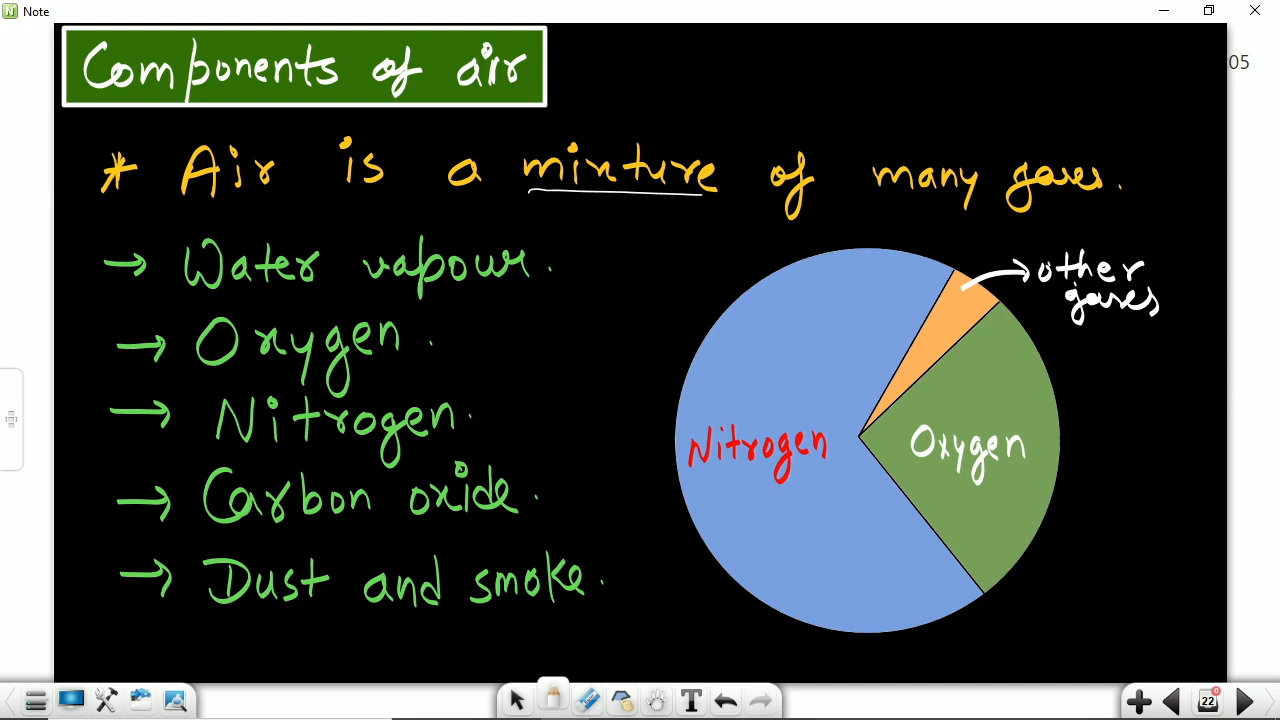 Note
05
Components of air
* Air is a mixture of many gases.
→ Water vapour.
→ Oxygen.
→ Nitrogen.
→ Carbon oxide.
→ Dust and smoke.
other
gases
Nitrogen
Oxygen
T
22
0